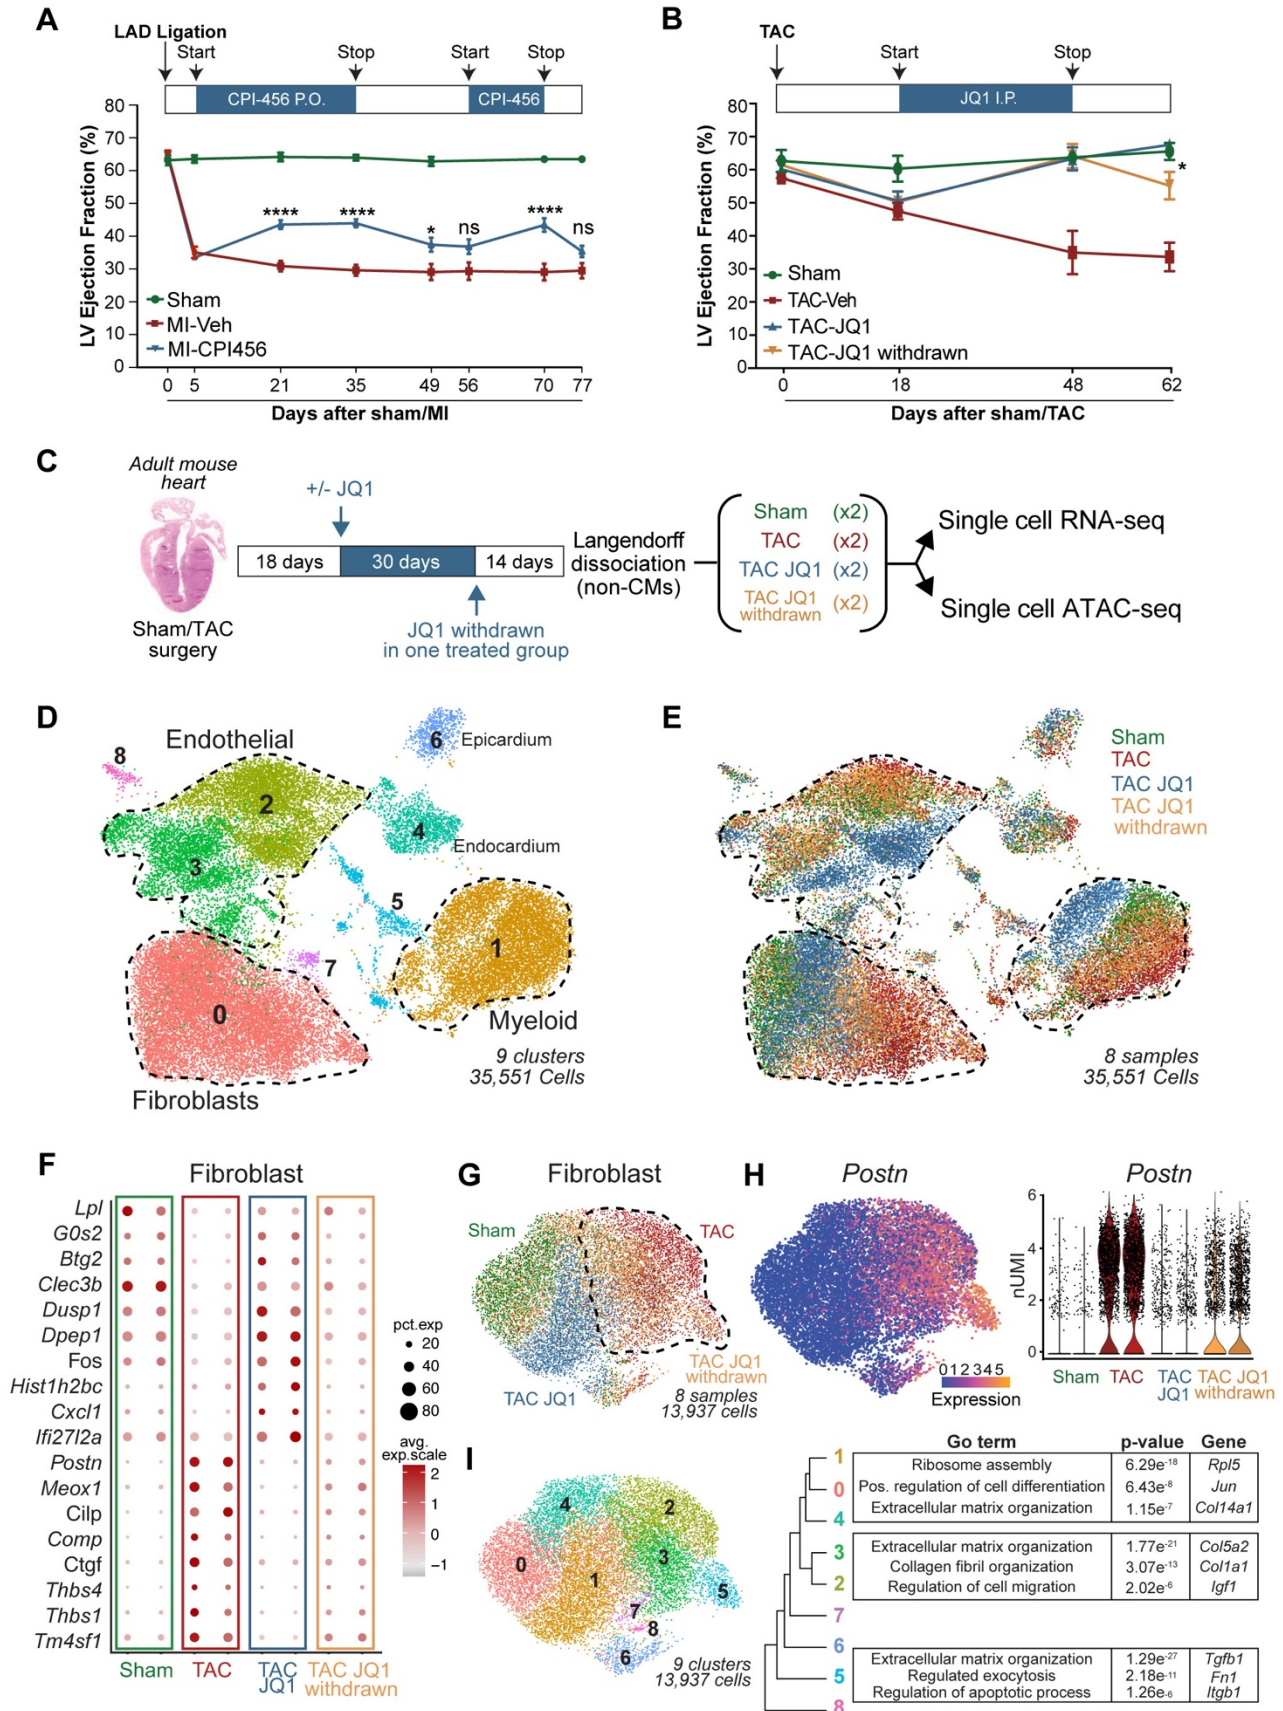 A
LAD Ligation
Start
Stop
Start
Stop
CPI-456 P.O.
CPI-456
LV Ejection Fraction (%)
80
70
60
50
40
30
20
10
0
****
****
*
ns
****
ns
Sham
MI-Veh
MI-CPI456
0 5 21 35 49 56 70 77
Days after sham/MI
B
TAC
Start
Stop
JQ1 I.P.
LV Ejection Fraction (%)
80
70
60
50
40
30
20
10
0
*
Sham
TAC-Veh
TAC-JQ1
TAC-JQ1 withdrawn
0 18 48 62
Days after sham/TAC
C
Adult mouse
heart
Sham/TAC
surgery
+/- JQ1
18 days
30 days
14 days
JQ1 withdrawn
in one treated group
Langendorff
dissociation
(non-CMs)
Sham (x2)
TAC (x2)
TAC JQ1 (x2)
TAC JQ1
withdrawn (x2)
Single cell RNA-seq
Single cell ATAC-seq
D
8
Endothelial
6 Epicardium
2
4
Endocardium
3
5
1
7
0
Myeloid
9 clusters
35,551 Cells
Fibroblasts
E
Sham
TAC
TAC JQ1
TAC JQ1
withdrawn
8 samples
35,551 Cells
F
Fibroblast
Lpl
G0s2
Btg2
Clec3b
Dusp1
Dpep1
Fos
Hist1h2bc
Cxcl1
Ifi27l2a
Postn
Meox1
Cilp
Comp
Ctgf
Thbs4
Thbs1
Tm4sf1
Sham
TAC
TAC
JQ1
TAC JQ1
withdrawn
pct.exp
20
40
60
80
avg.
exp.scale
2
1
0
−1
G
Fibroblast
Sham
TAC
TAC JQ1
TAC JQ1
withdrawn
8 samples
13,937 cells
H
Postn
0 1 2 3 4 5
Expression
Postn
nUMI
6
4
2
0
Sham
TAC
TAC
JQ1
TAC JQ1
withdrawn
I
4
2
0
1
3
5
7
8
6
9 clusters
13,937 cells
Go term p-value Gene
1 Ribosome assembly 6.29e-18 Rpl5
0 Pos. regulation of cell differentiation 6.43e-8 Jun
4 Extracellular matrix organization 1.15e-7 Col14a1
3 Extracellular matrix organization 1.77e-21 Col5a2
Collagen fibril organization 3.07e-13 Col1a1
2 Regulation of cell migration 2.02e-6 Igf1
7
6
Extracellular matrix organization 1.29e-27 Tgfb1
5 Regulated exocytosis 2.18e-11 Fn1
Regulation of apoptotic process 1.26e-6 Itgb1
8